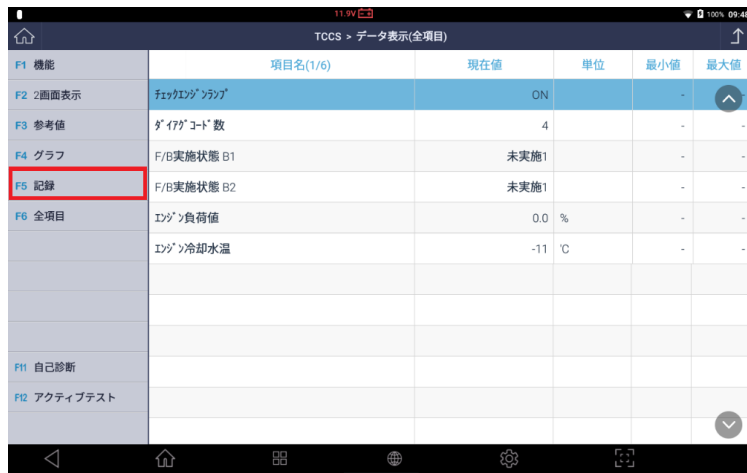 11.9V
100% 09:48
TCCS > データ表示(全項目)
F1 機能
F2 2画面表示
F3 参考値
F4 グラフ
F5 記録
F6 全項目
F11 自己診断
F12 アクティブテスト
項目名(1/6) 現在値 単位 最小値 最大値
ﾁｪｯｸｴﾝｼﾞﾝﾗﾝﾌﾟ ON - -
ﾀﾞｲｱｸﾞｺｰﾄﾞ数 4 - -
F/B実施状態 B1 未実施1 - -
F/B実施状態 B2 未実施1 - -
ｴﾝｼﾞﾝ負荷値 0.0 % - -
ｴﾝｼﾞﾝ冷却水温 -11 ℃ - -